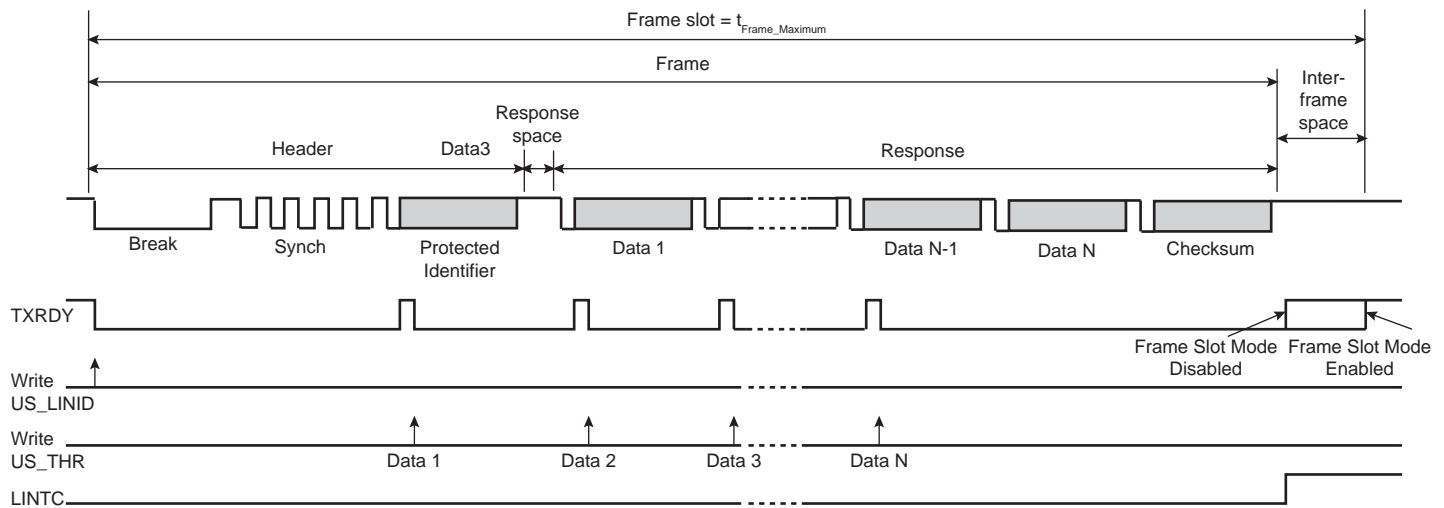 Frame slot = tFrame_Maximum
Frame
Inter-
frame
space
Response
space
Header
Data3
Response
Break
Synch
Protected
Identifier
Data 1
Data N-1
Data N
Checksum
TXRDY
Frame Slot Mode
Disabled
Frame Slot Mode
Enabled
Write
US_LINID
Write
US_THR
Data 1
Data 2
Data 3
Data N
LINTC